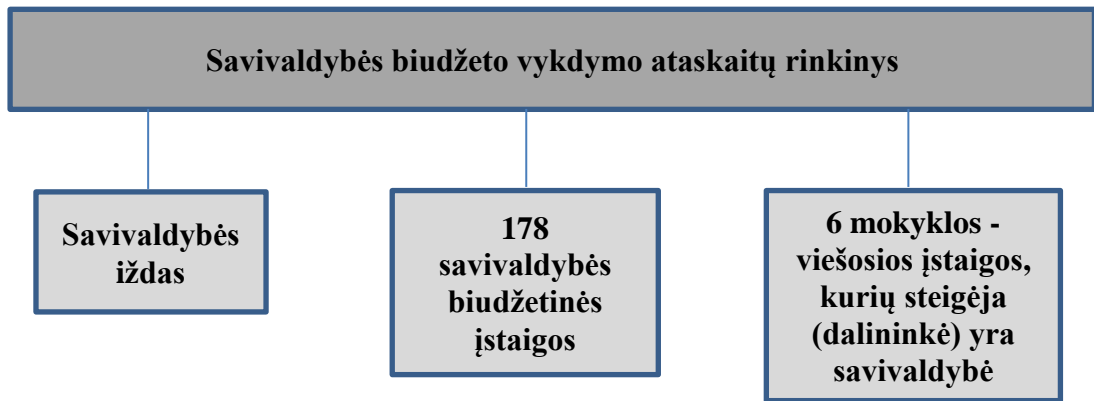 Savivaldybės biudžeto vykdymo ataskaitų rinkinys
Savivaldybės
iždas
178
savivaldybės
biudžetinės
įstaigos
6 mokyklos -
viešosios įstaigos,
kurių steigėja
(dalininkė) yra
savivaldybė